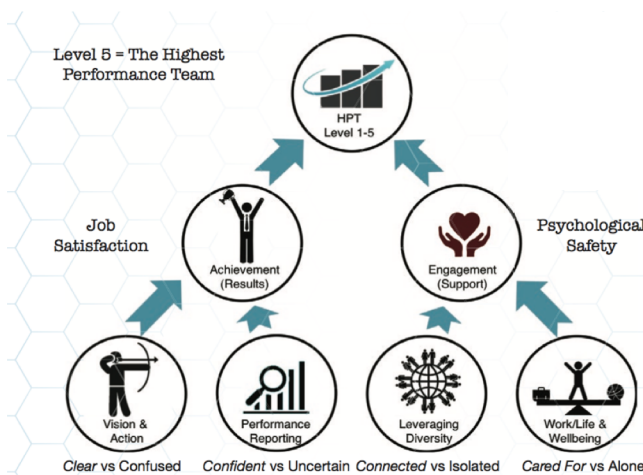 Level 5 = The Highest
Performance Team
HPT
Level 1-5
Job
Satisfaction
Achievement
(Results)
Engagement
(Support)
Psychological
Safety
Vision &
Action
Performance
Reporting
Leveraging
Diversity
Work/Life &
Wellbeing
Clear vs Confused
Confident vs Uncertain
Connected vs Isolated
Cared For vs Alone